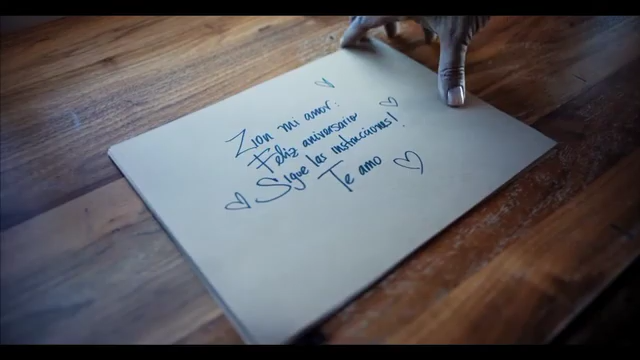 Zion mi amor:
Feliz aniversario
Sigue las instrucciones!
Te amo